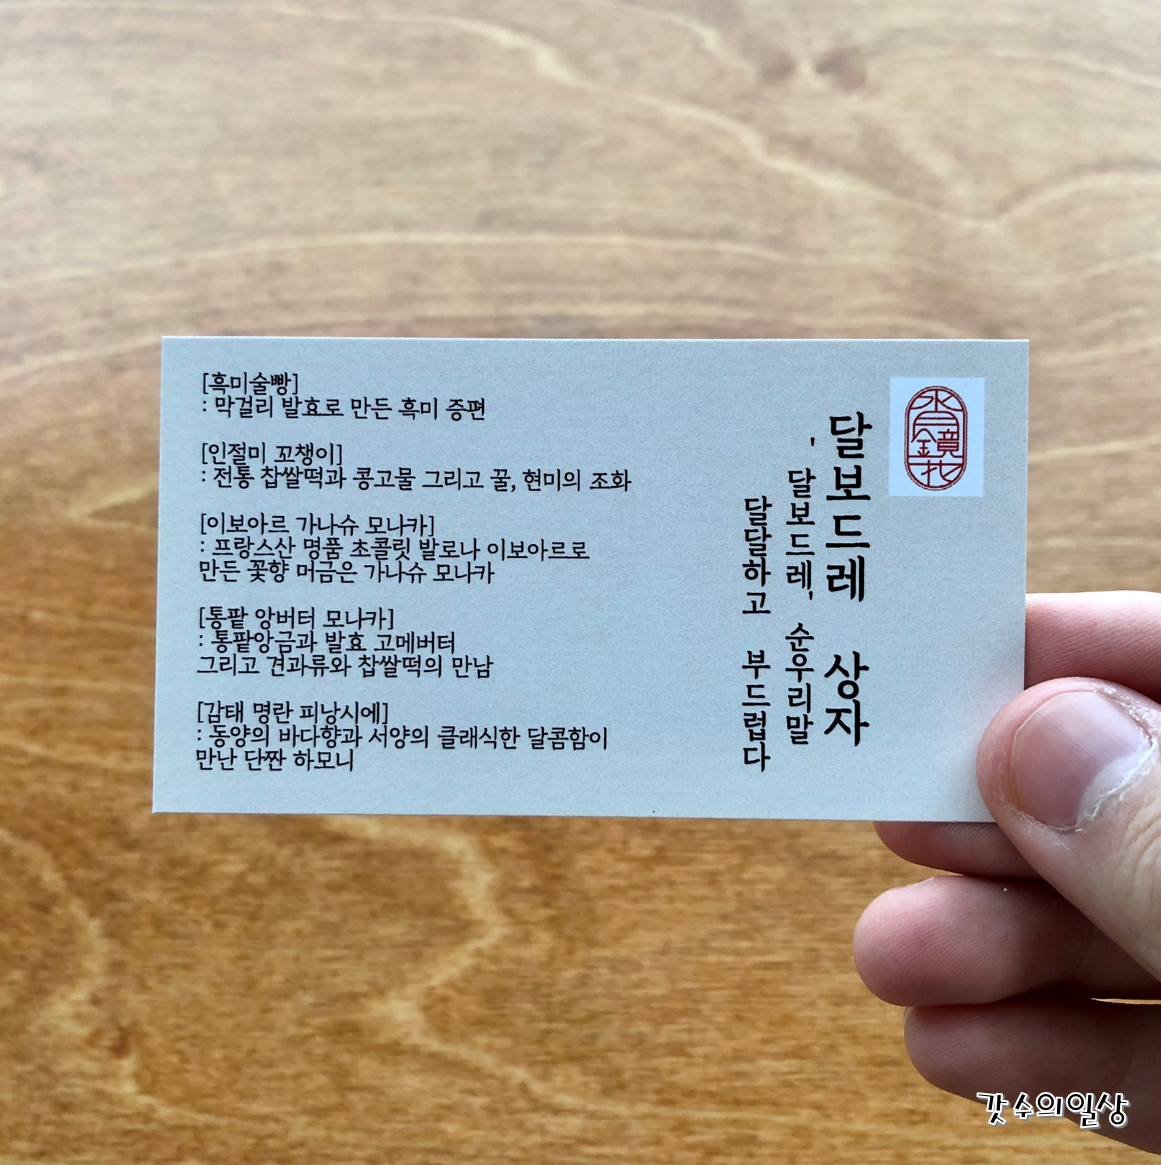 [흑미술빵]
: 막걸리 발효로 만든 흑미 증편
[인절미 꼬챙이]
: 전통 찹쌀떡과 콩고물 그리고 꿀, 현미의 조화
[이보아르 가나슈 모나카]
: 프랑스산 명품 초콜릿 발로나 이보아르로
만든 꽃향 머금은 가나슈 모나카
[통팥 앙버터 모나카]
: 통팥앙금과 발효 고메버터
그리고 견과류와 찹쌀떡의 만남
[감태 명란 피낭시에]
: 동양의 바다향과 서양의 클래식한 달콤함이
만난 단짠 하모니
달보드레 상자
'달보드레' 순우리말
달달하고 부드럽다
갓수의일상